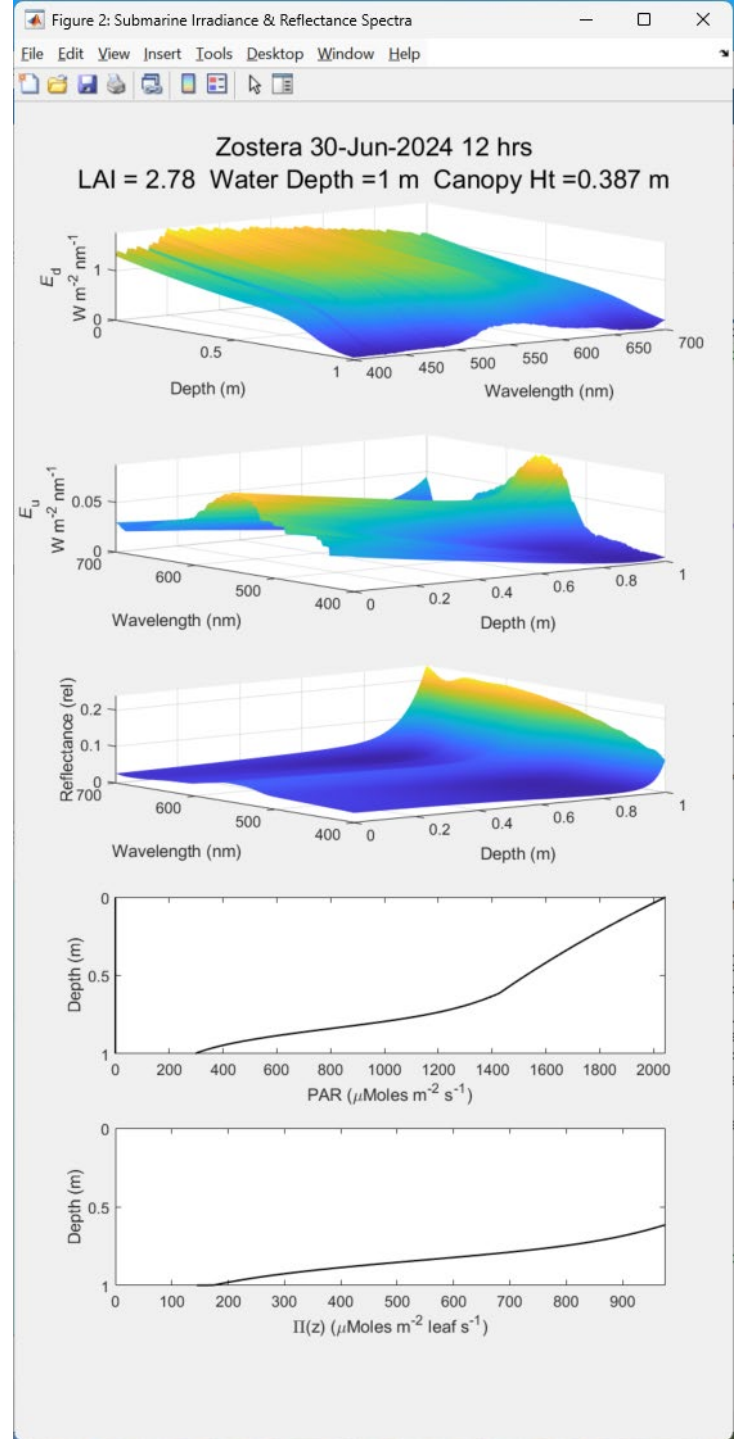 Figure 2: Submarine Irradiance & Reflectance Spectra
File Edit View Insert Tools Desktop Window Help
Zostera 30-Jun-2024 12 hrs
LAI = 2.78 Water Depth =1 m Canopy Ht =0.387 m
E_d
W m^-2 nm^-1
1
0
0
0.5
1
Depth (m)
400 450 500 550 600 650 700
Wavelength (nm)
E_u
W m^-2 nm^-1
0.05
0
700 600 500 400
Wavelength (nm)
0 0.2 0.4 0.6 0.8 1
Depth (m)
Reflectance (rel)
0.2
0.1
0
700 600 500 400
Wavelength (nm)
0 0.2 0.4 0.6 0.8 1
Depth (m)
Depth (m)
0
0.5
1
0 200 400 600 800 1000 1200 1400 1600 1800 2000
PAR (μMoles m^-2 s^-1)
Depth (m)
0
0.5
1
0 100 200 300 400 500 600 700 800 900
Π(z) (μMoles m^-2 leaf s^-1)